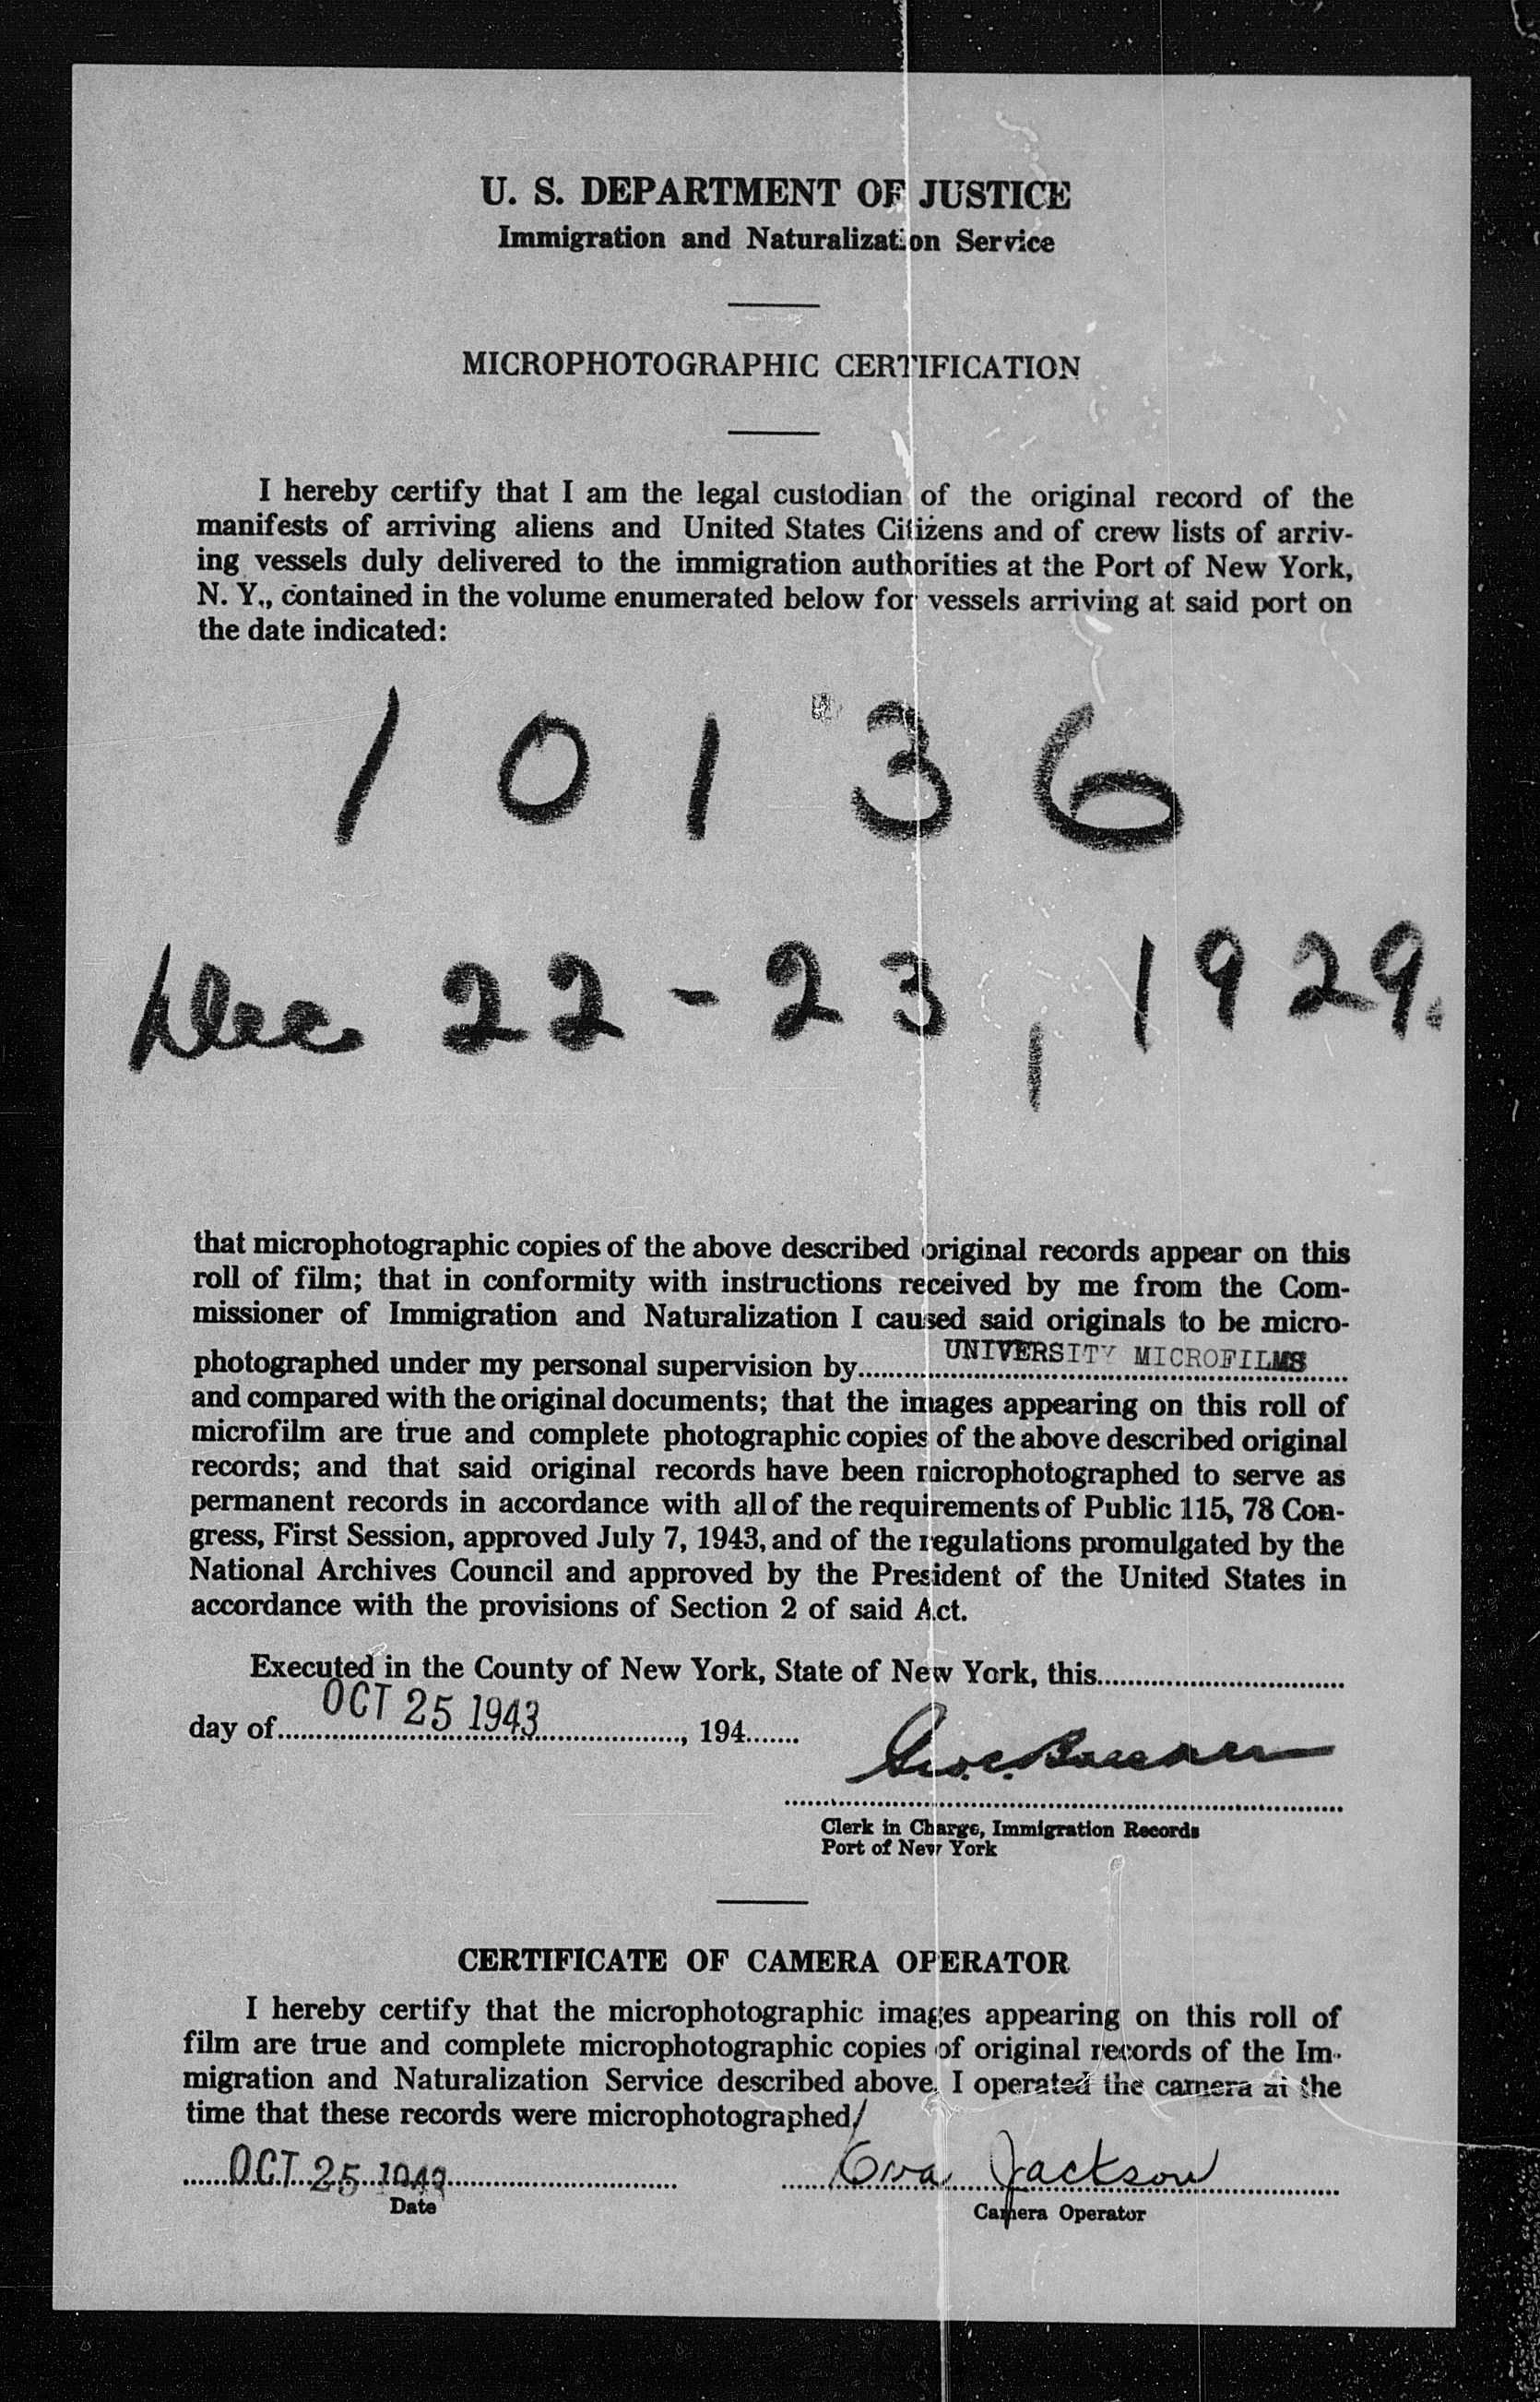 U. S. DEPARTMENT OF JUSTICE
Immigration and Naturalization Service
MICROPHOTOGRAPHIC CERTIFICATION
I hereby certify that I am the legal custodian of the original record of the
manifests of arriving aliens and United States Citizens and of crew lists of arriv-
ing vessels duly delivered to the immigration authorities at the Port of New York,
N. Y., contained in the volume enumerated below for vessels arriving at said port on
the date indicated:
10136
Dec 22-23, 1929.
that microphotographic copies of the above described original records appear on this
roll of film; that in conformity with instructions received by me from the Com-
missioner of Immigration and Naturalization I caused said originals to be micro-
photographed under my personal supervision by UNIVERSITY MICROFILMS
and compared with the original documents; that the images appearing on this roll of
microfilm are true and complete photographic copies of the above described original
records; and that said original records have been microphotographed to serve as
permanent records in accordance with all of the requirements of Public 115, 78 Con-
gress, First Session, approved July 7, 1943, and of the regulations promulgated by the
National Archives Council and approved by the President of the United States in
accordance with the provisions of Section 2 of said Act.
Executed in the County of New York, State of New York, this
day of OCT 25 1943, 194
Clerk in Charge, Immigration Records
Port of New York
CERTIFICATE OF CAMERA OPERATOR
I hereby certify that the microphotographic images appearing on this roll of
film are true and complete microphotographic copies of original records of the Im-
migration and Naturalization Service described above. I operated the camera at the
time that these records were microphotographed/
OCT 25 1943 Jackson
Date Camera Operator